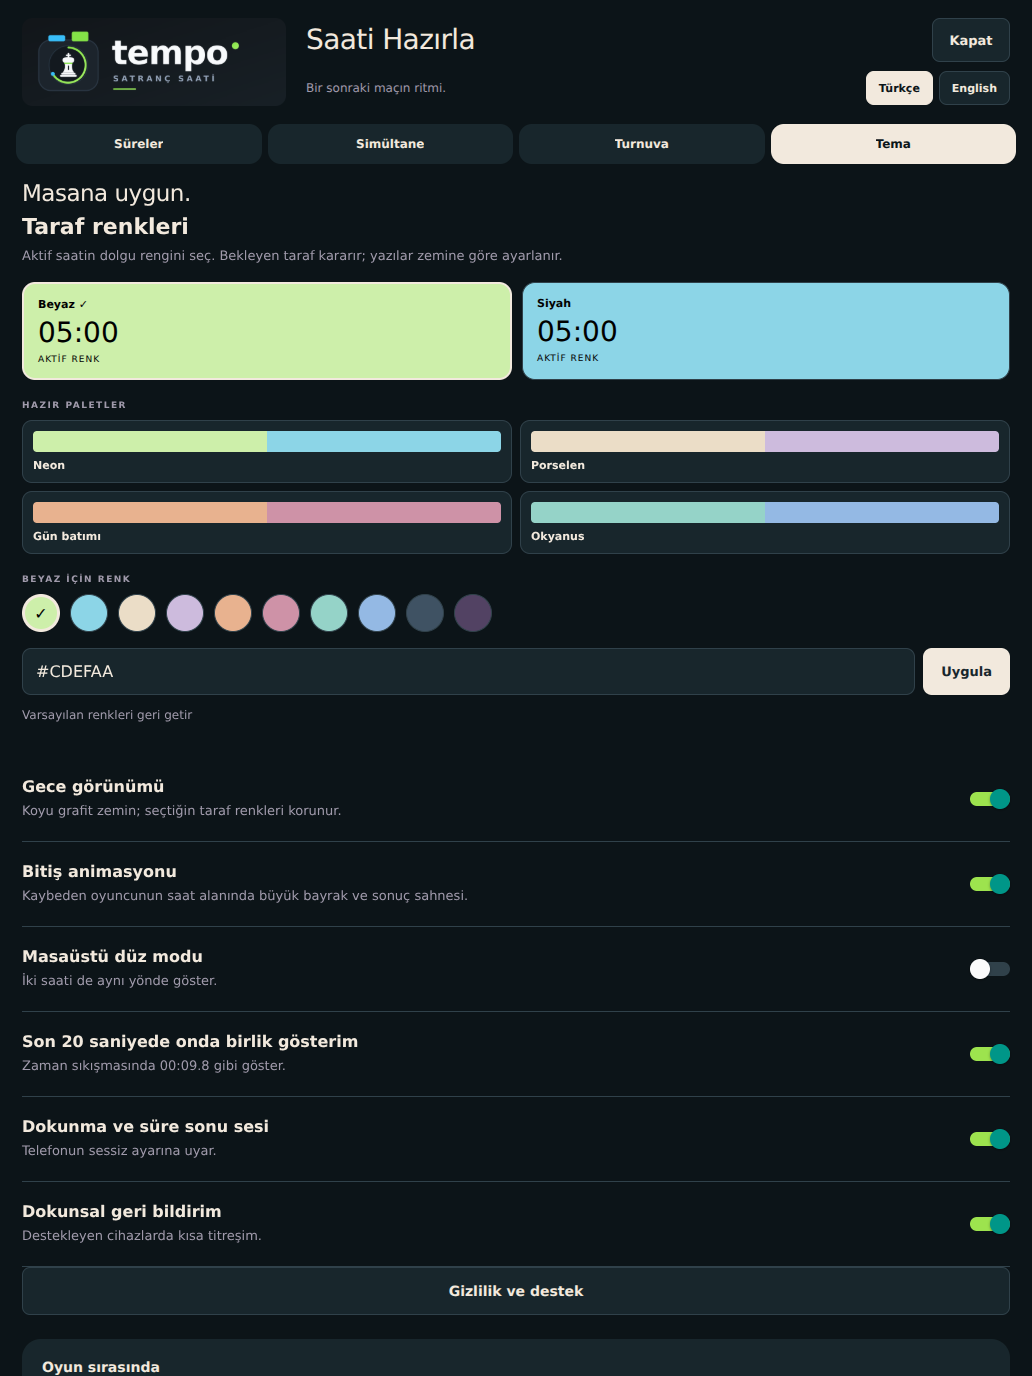 tempo
SATRANÇ SAATİ
Saati Hazırla
Bir sonraki maçın ritmi.
Kapat
Türkçe
English
Süreler
Simültane
Turnuva
Tema
Masana uygun.
Taraf renkleri
Aktif saatin dolgu rengini seç. Bekleyen taraf kararır; yazılar zemine göre ayarlanır.
Beyaz ✓
05:00
AKTİF RENK
Siyah
05:00
AKTİF RENK
HAZIR PALETLER
Neon
Porselen
Gün batımı
Okyanus
BEYAZ İÇİN RENK
✓
#CDEFAA
Uygula
Varsayılan renkleri geri getir
Gece görünümü
Koyu grafit zemin; seçtiğin taraf renkleri korunur.
Bitiş animasyonu
Kaybeden oyuncunun saat alanında büyük bayrak ve sonuç sahnesi.
Masaüstü düz modu
İki saati de aynı yönde göster.
Son 20 saniyede onda birlik gösterim
Zaman sıkışmasında 00:09.8 gibi göster.
Dokunma ve süre sonu sesi
Telefonun sessiz ayarına uyar.
Dokunsal geri bildirim
Destekleyen cihazlarda kısa titreşim.
Gizlilik ve destek
Oyun sırasında